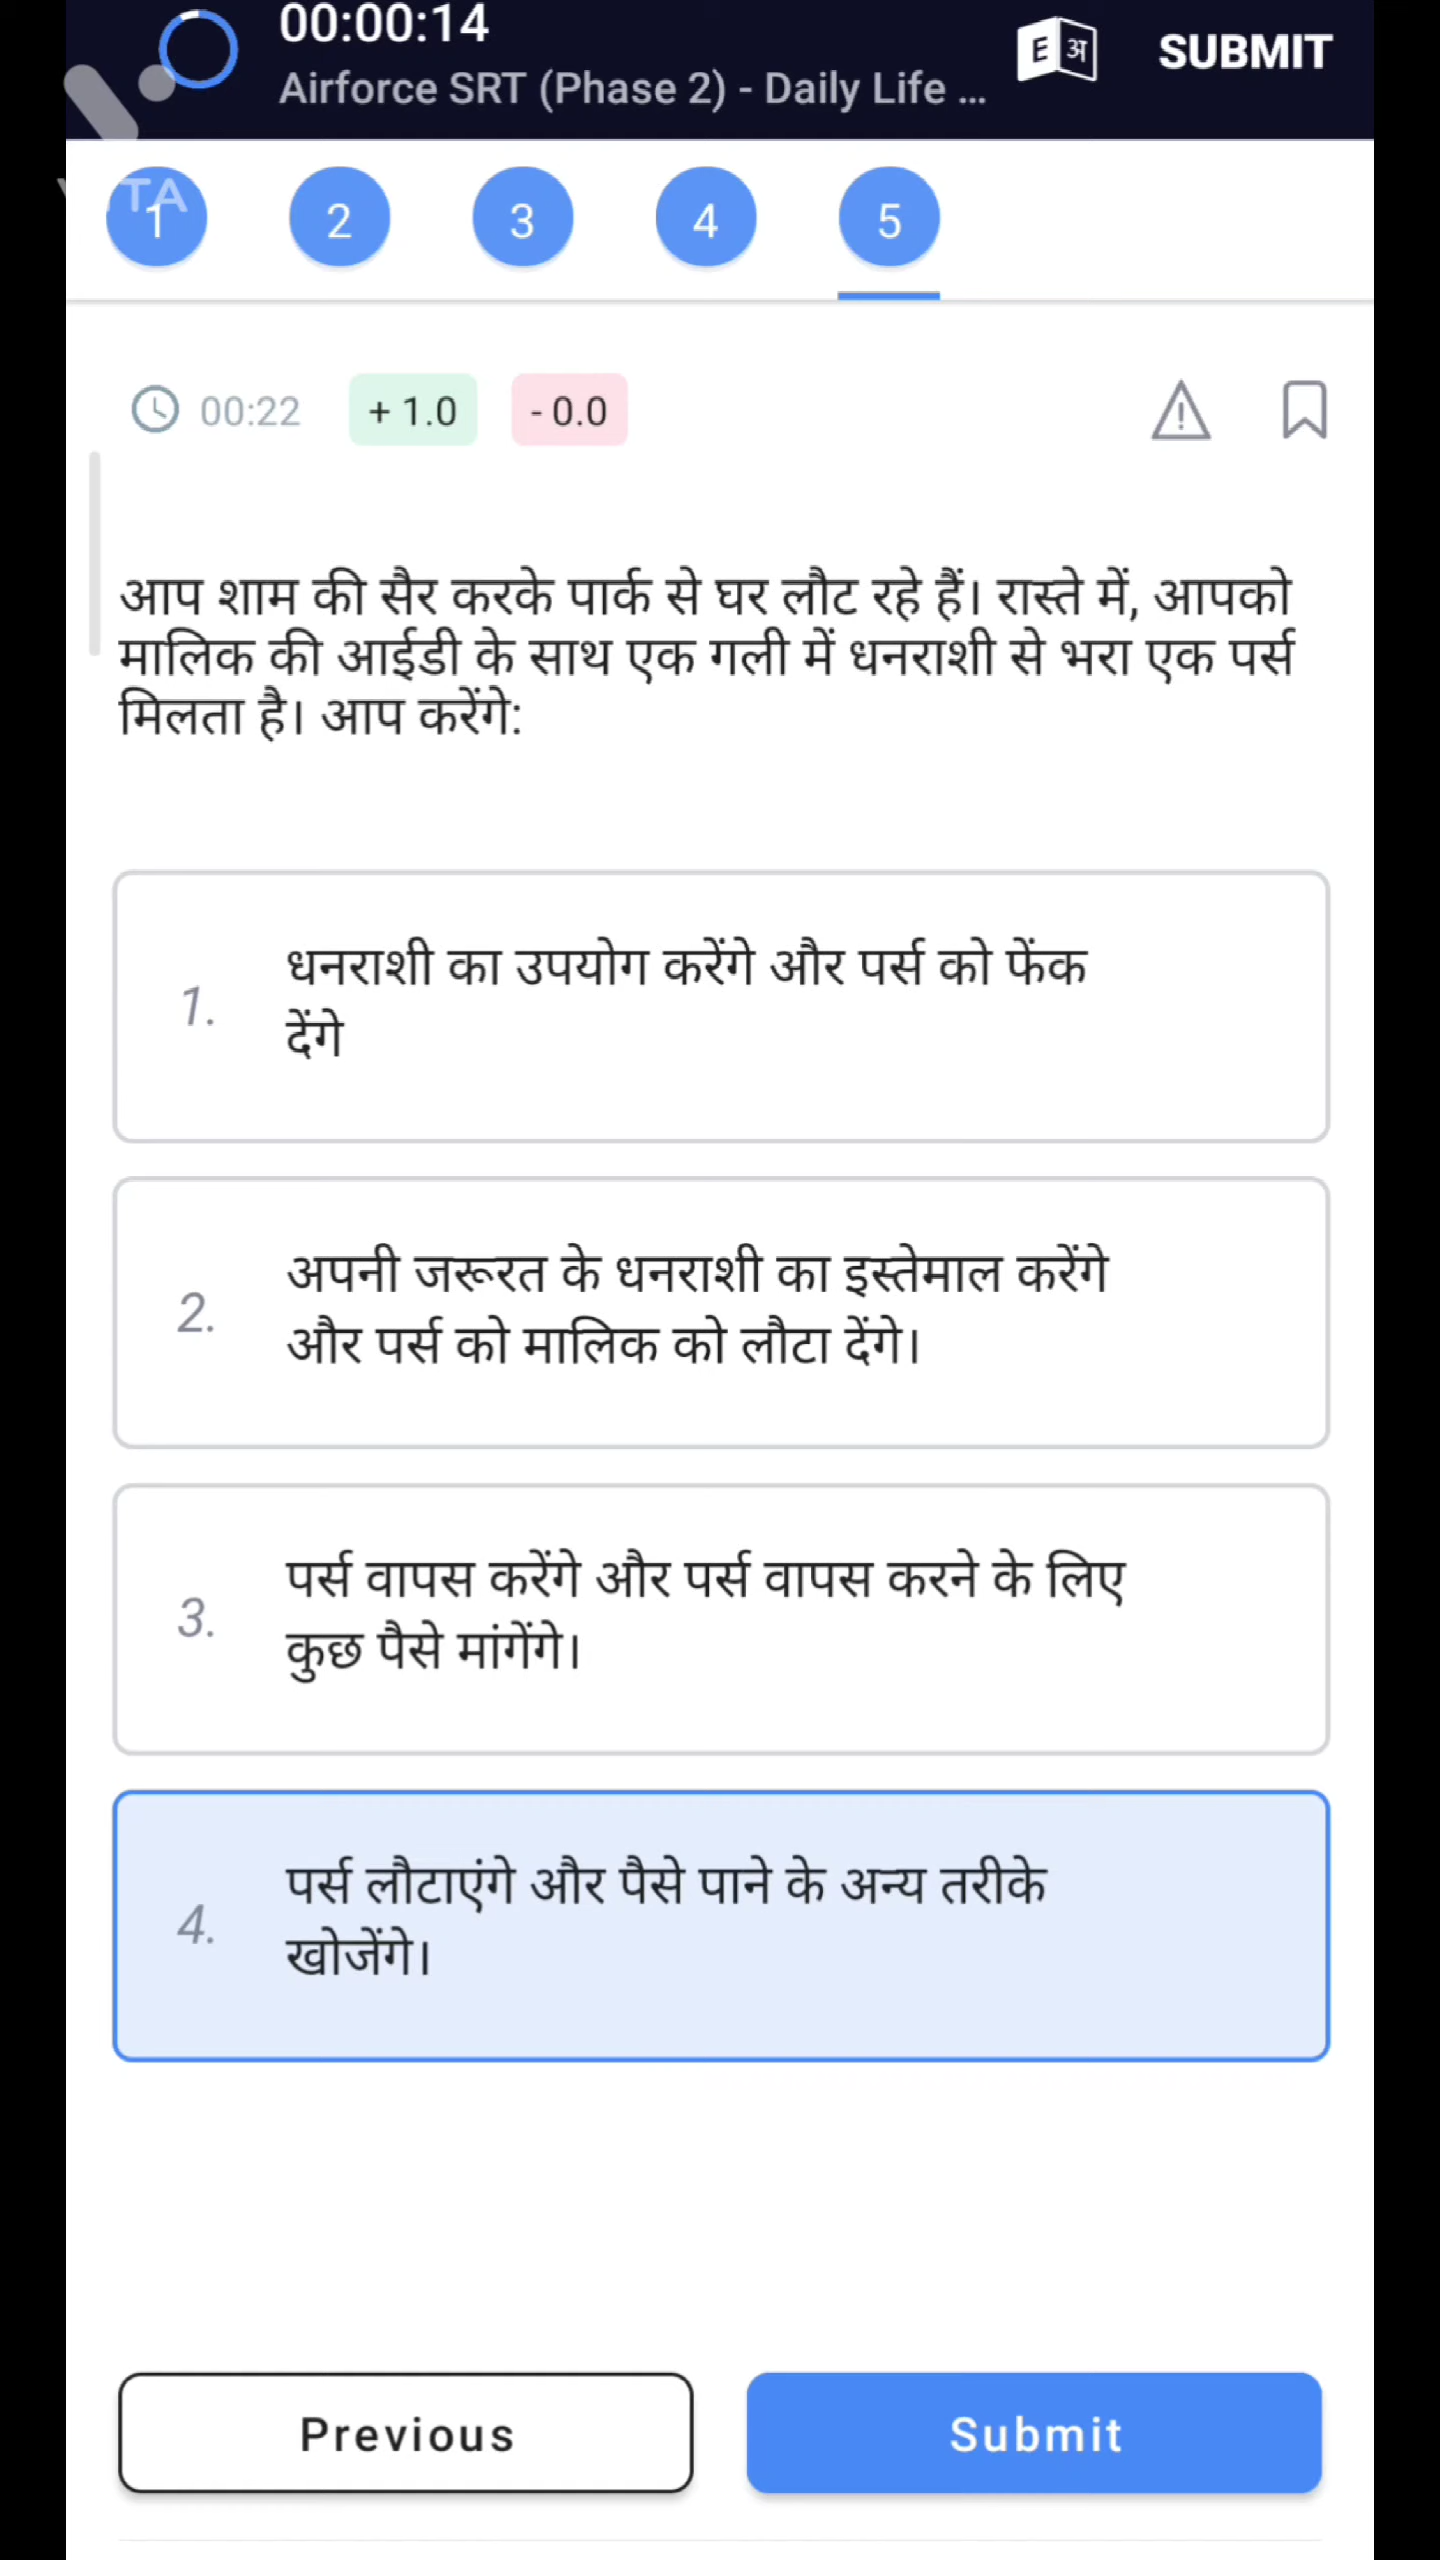 00:00:14
SUBMIT
Airforce SRT (Phase 2) - Daily Life ...
1 2 3 4 5
00:22 + 1.0 - 0.0
आप शाम की सैर करके पार्क से घर लौट रहे हैं। रास्ते में, आपको
मालिक की आईडी के साथ एक गली में धनराशी से भरा एक पर्स
मिलता है। आप करेंगे:
1. धनराशी का उपयोग करेंगे और पर्स को फेंक
देंगे
2. अपनी जरूरत के धनराशी का इस्तेमाल करेंगे
और पर्स को मालिक को लौटा देंगे।
3. पर्स वापस करेंगे और पर्स वापस करने के लिए
कुछ पैसे मांगेंगे।
4. पर्स लौटाएंगे और पैसे पाने के अन्य तरीके
खोजेंगे।
Previous
Submit